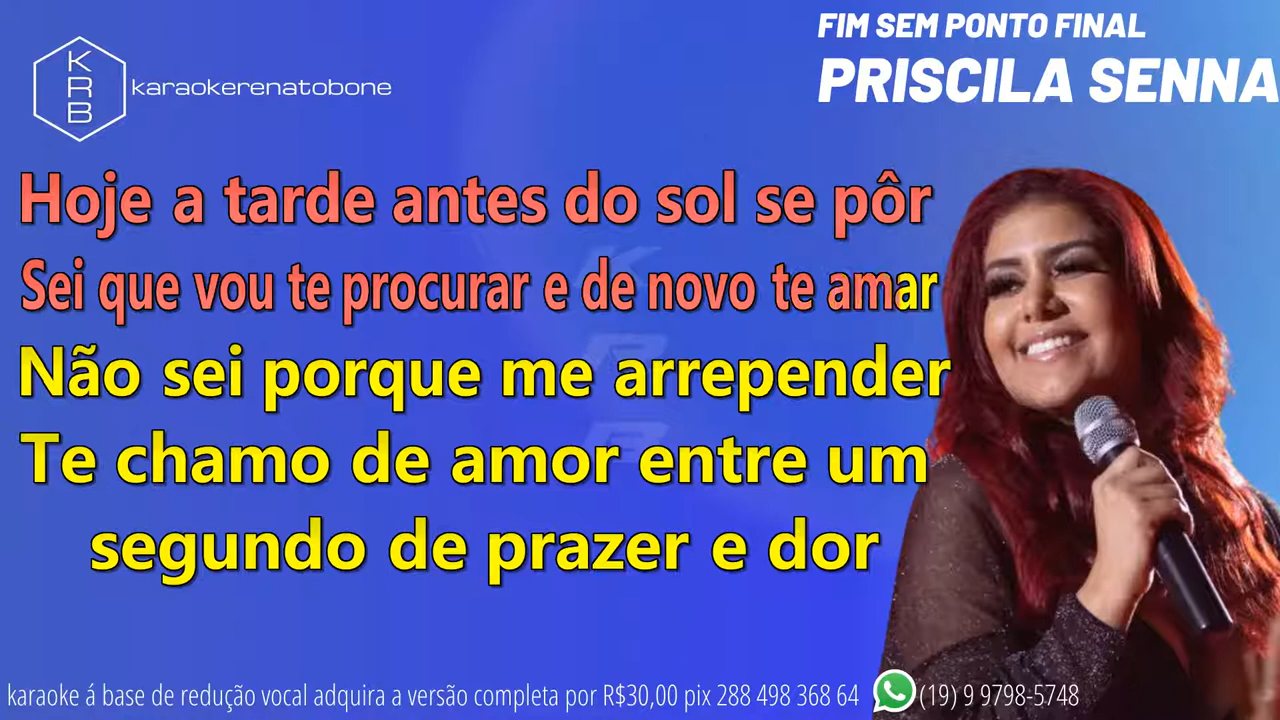 FIM SEM PONTO FINAL
PRISCILA SENNA
K
R
B
karaokerenatobone
Hoje a tarde antes do sol se pôr
Sei que vou te procurar e de novo te amar
Não sei porque me arrepender
Te chamo de amor entre um
segundo de prazer e dor
K
R
B
karaoke á base de redução vocal adquira a versão completa por R$30,00 pix 288 498 368 64 (19) 9 9798-5748